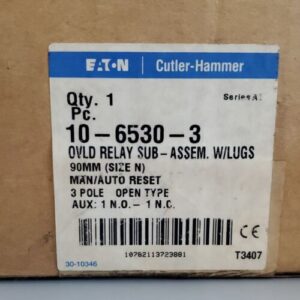 EATON Cutler-Hammer
Qty. 1 Series A1
Pc.
10-6530-3
OVLD RELAY SUB-ASSEM. W/LUGS
90MM (SIZE N)
MAN/AUTO RESET
3 POLE OPEN TYPE
AUX: 1 N.O. - 1 N.C.
CE
10782113723881 T3407
30-10346